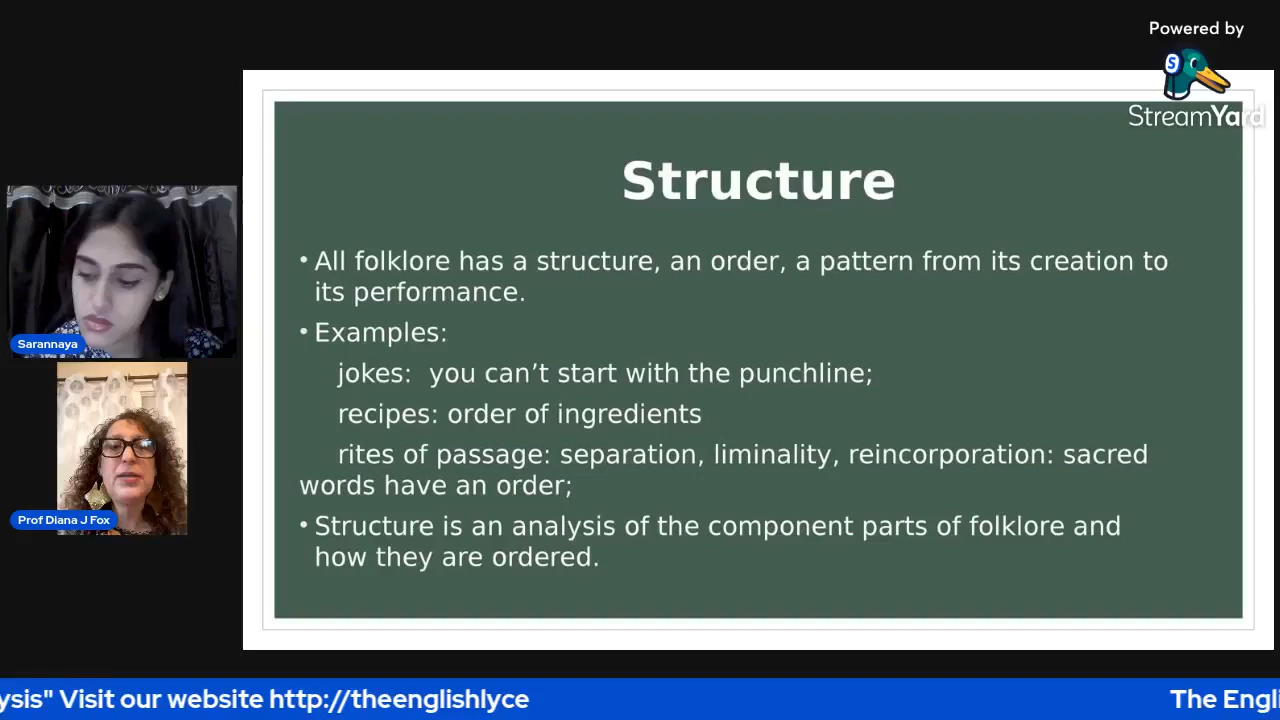 Powered by
StreamYard
Structure
• All folklore has a structure, an order, a pattern from its creation to
its performance.
• Examples:
jokes:  you can’t start with the punchline;
recipes: order of ingredients
rites of passage: separation, liminality, reincorporation: sacred
words have an order;
• Structure is an analysis of the component parts of folklore and
how they are ordered.
Sarannaya
Prof Diana J Fox
ysis" Visit our website http://theenglishlyce
The Engli